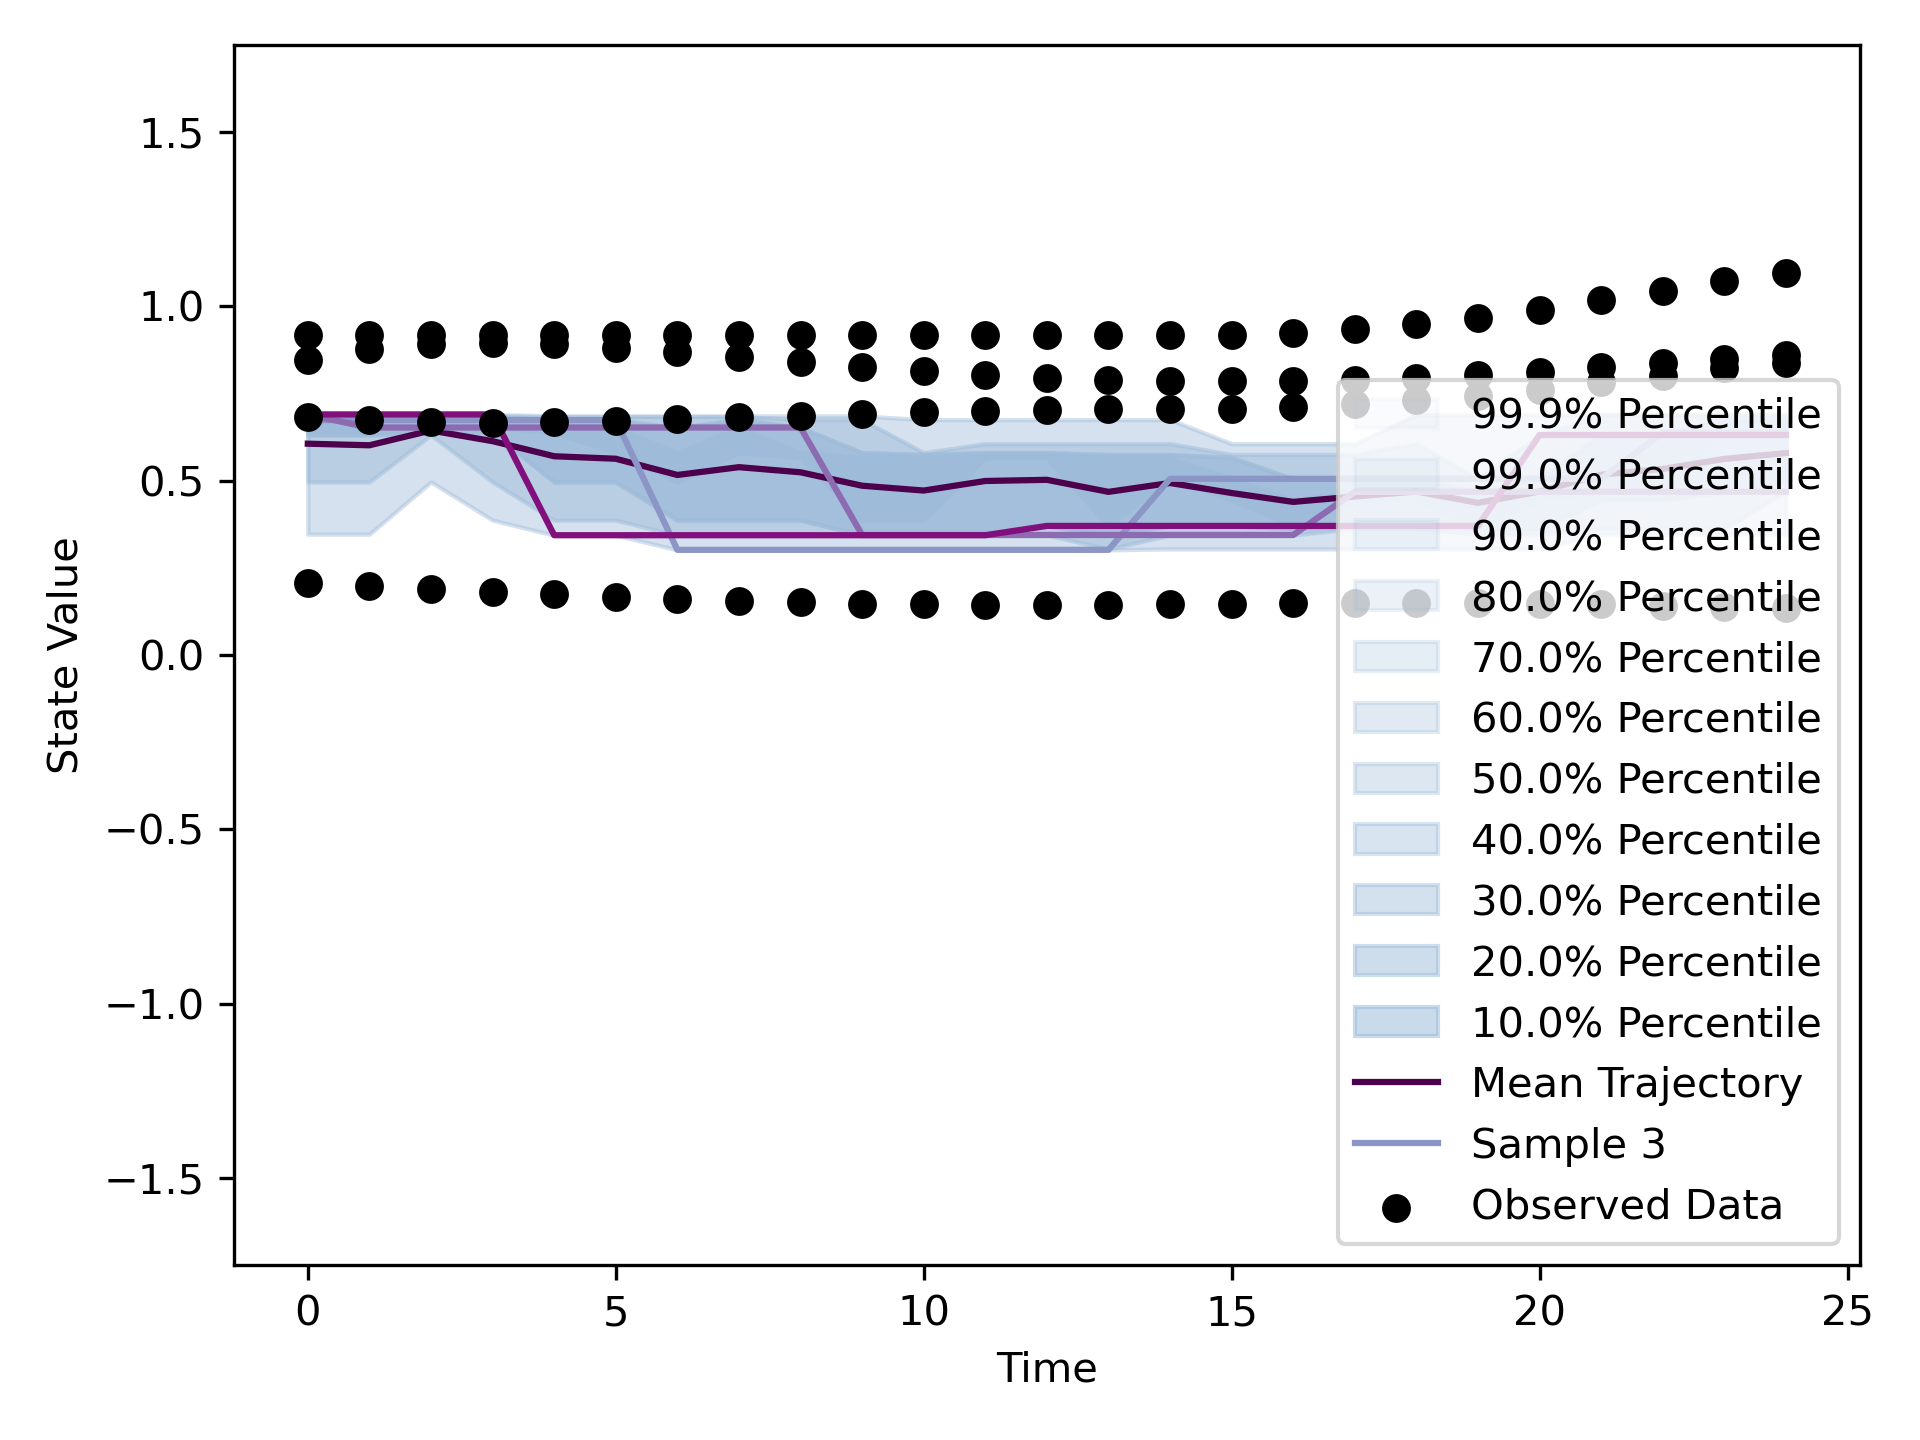 1.5
1.0
0.5
0.0
−0.5
−1.0
−1.5
State Value
0
5
10
15
20
25
Time
99.9% Percentile
99.0% Percentile
90.0% Percentile
80.0% Percentile
70.0% Percentile
60.0% Percentile
50.0% Percentile
40.0% Percentile
30.0% Percentile
20.0% Percentile
10.0% Percentile
Mean Trajectory
Sample 3
Observed Data